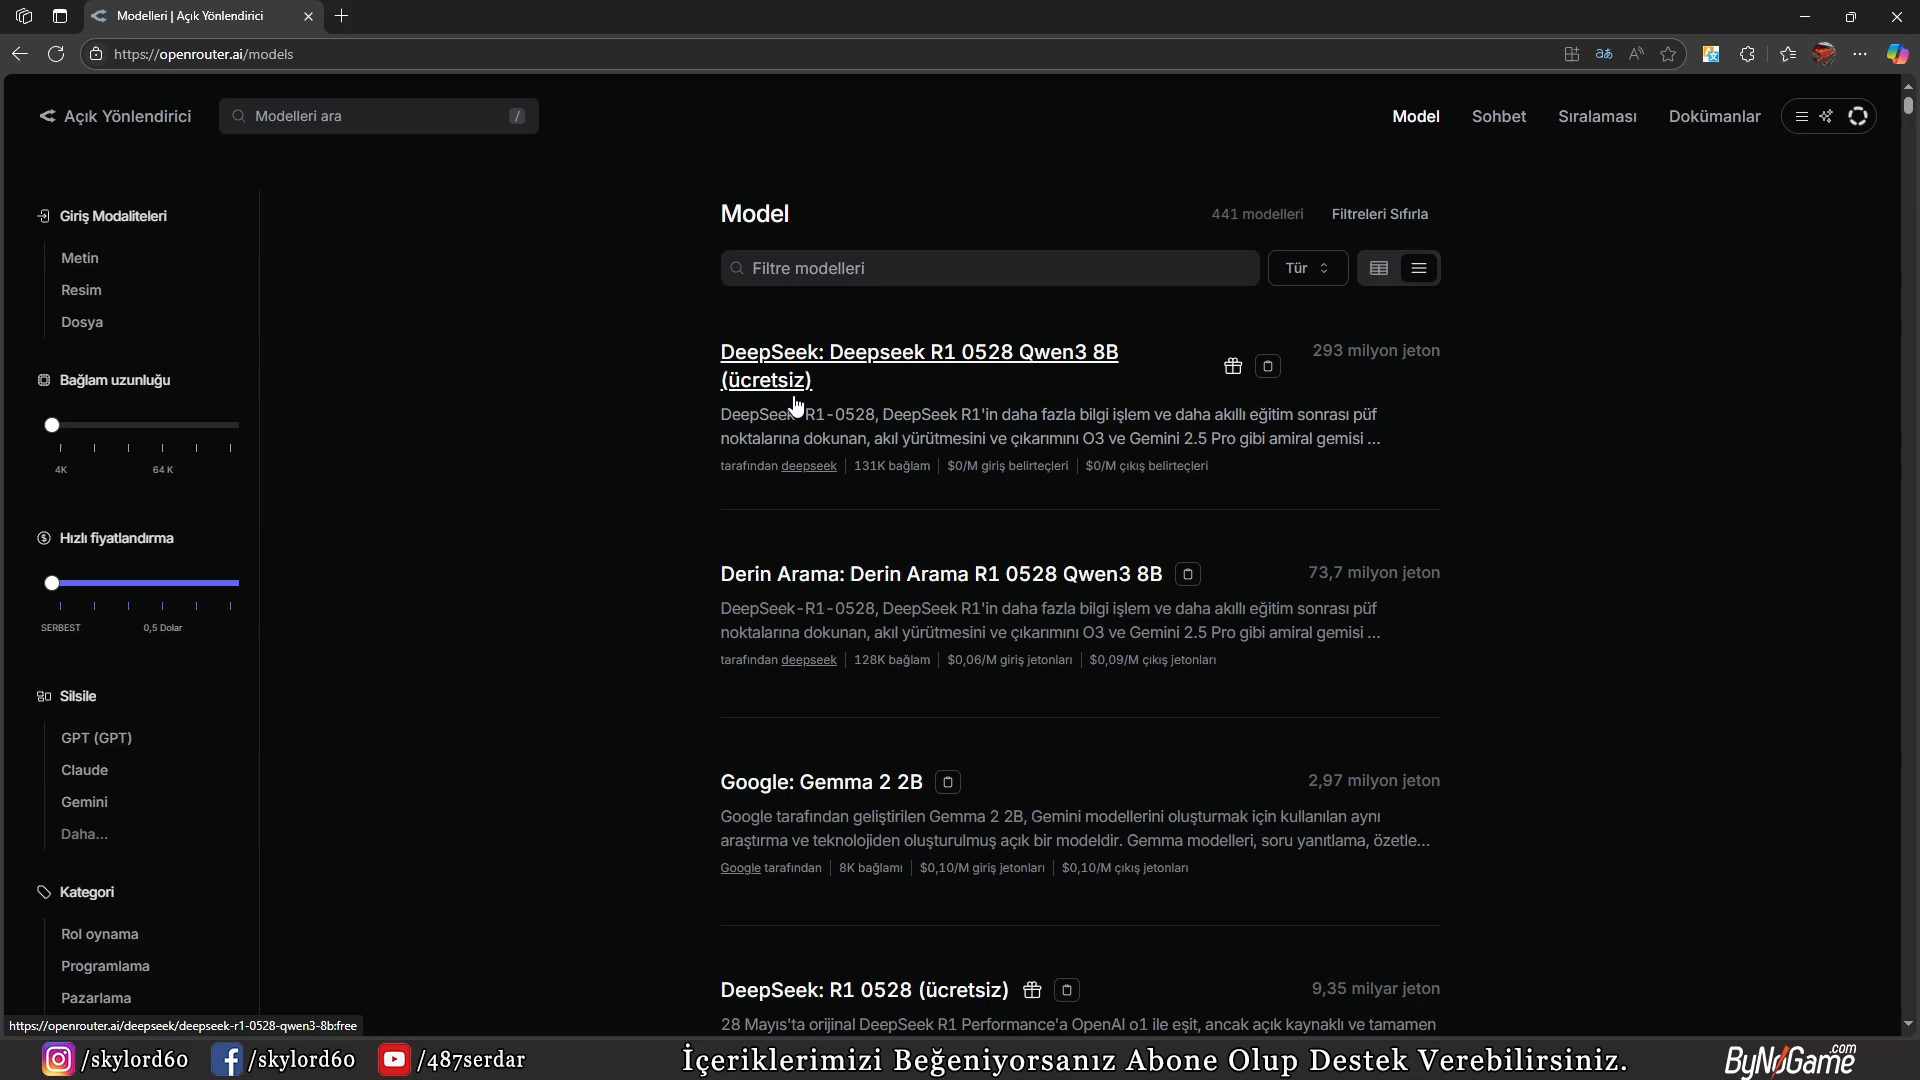 Modelleri | Açık Yönlendirici
https://openrouter.ai/models
Açık Yönlendirici
Modelleri ara
/
Model
Sohbet
Sıralaması
Dokümanlar
Giriş Modaliteleri
Metin
Resim
Dosya
Bağlam uzunluğu
4K
64 K
Hızlı fiyatlandırma
SERBEST
0,5 Dolar
Silsile
GPT (GPT)
Claude
Gemini
Daha...
Kategori
Rol oynama
Programlama
Pazarlama
Model
441 modelleri
Filtreleri Sıfırla
Filtre modelleri
Tür
DeepSeek: Deepseek R1 0528 Qwen3 8B
(ücretsiz)
293 milyon jeton
DeepSeek-R1-0528, DeepSeek R1'in daha fazla bilgi işlem ve daha akıllı eğitim sonrası püf
noktalarına dokunan, akıl yürütmesini ve çıkarımını O3 ve Gemini 2.5 Pro gibi amiral gemisi ...
tarafından deepseek | 131K bağlam | $0/M giriş belirteçleri | $0/M çıkış belirteçleri
Derin Arama: Derin Arama R1 0528 Qwen3 8B
73,7 milyon jeton
DeepSeek-R1-0528, DeepSeek R1'in daha fazla bilgi işlem ve daha akıllı eğitim sonrası püf
noktalarına dokunan, akıl yürütmesini ve çıkarımını O3 ve Gemini 2.5 Pro gibi amiral gemisi ...
tarafından deepseek | 128K bağlam | $0,06/M giriş jetonları | $0,09/M çıkış jetonları
Google: Gemma 2 2B
2,97 milyon jeton
Google tarafından geliştirilen Gemma 2 2B, Gemini modellerini oluşturmak için kullanılan aynı
araştırma ve teknolojiden oluşturulmuş açık bir modeldir. Gemma modelleri, soru yanıtlama, özetle...
Google tarafından | 8K bağlamı | $0,10/M giriş jetonları | $0,10/M çıkış jetonları
DeepSeek: R1 0528 (ücretsiz)
9,35 milyar jeton
28 Mayıs'ta orijinal DeepSeek R1 Performance'a OpenAI o1 ile eşit, ancak açık kaynaklı ve tamamen
https://openrouter.ai/deepseek/deepseek-r1-0528-qwen3-8b:free
/skylord60
/skylord60
/487serdar
İçeriklerimizi Beğeniyorsanız Abone Olup Destek Verebilirsiniz.
ByNoGame.com